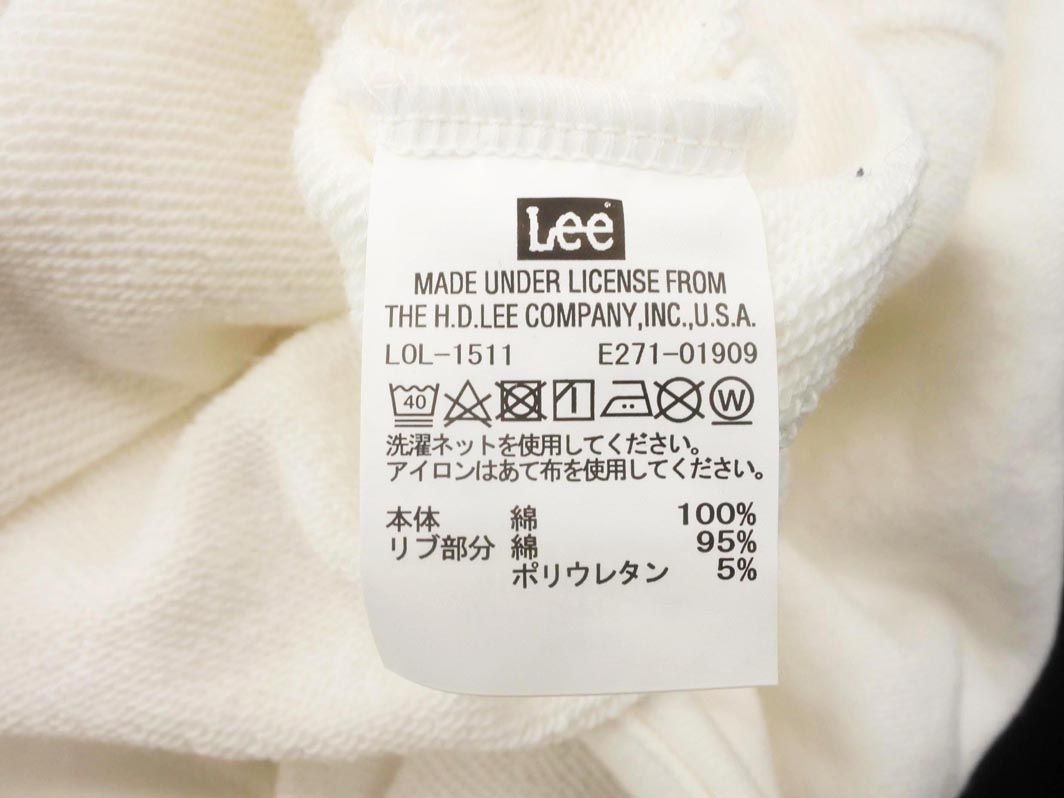 Lee
MADE UNDER LICENSE FROM
THE H.D.LEE COMPANY,INC.,U.S.A.
LOL-1511 E271-01909
40 W
洗濯ネットを使用してください。
アイロンはあて布を使用してください。
本体 綿 100%
リブ部分 綿 95%
ポリウレタン 5%